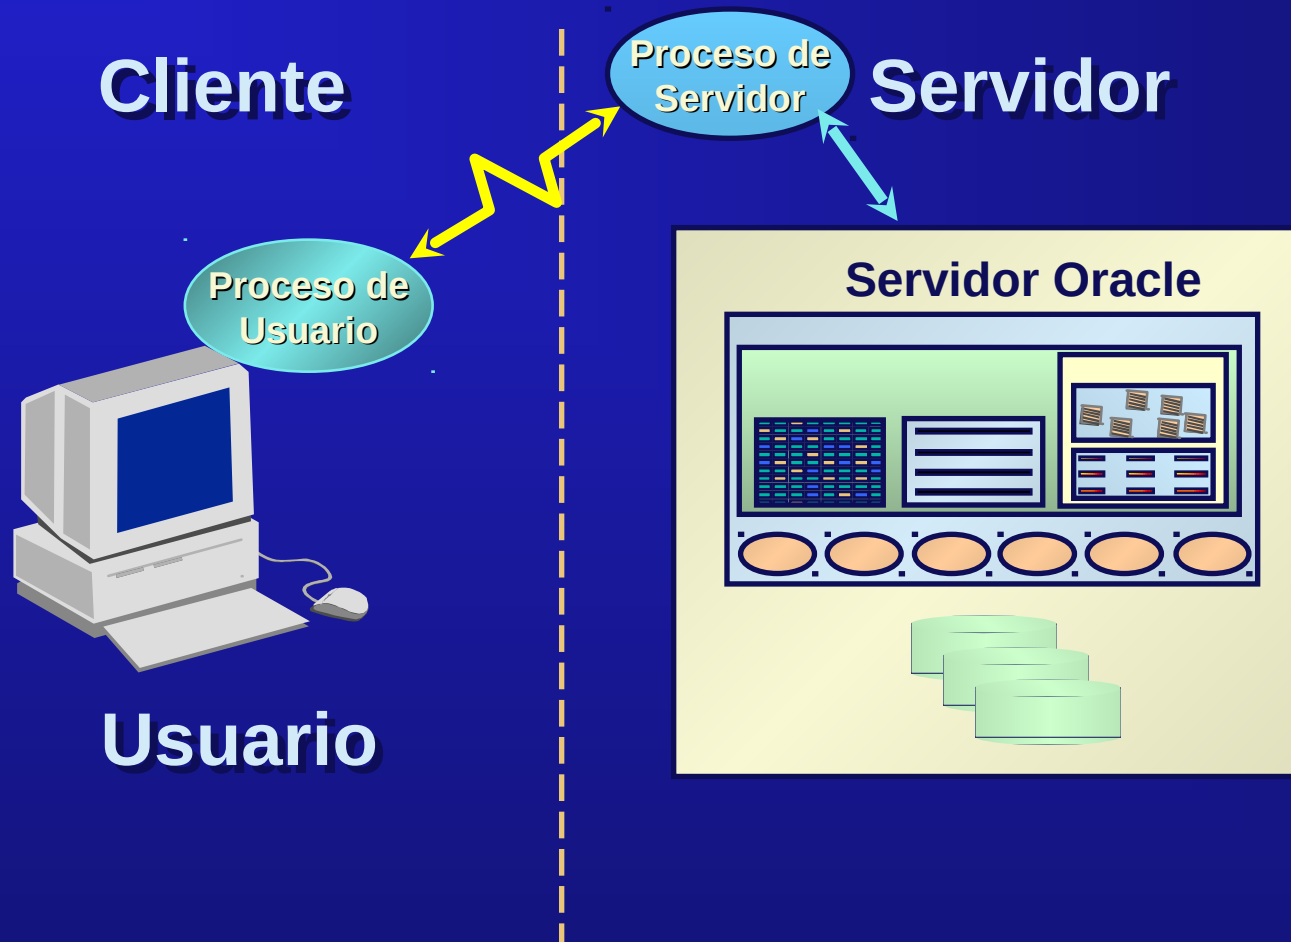 Proceso de
Servidor
Cliente
Servidor
Proceso de
Usuario
Servidor Oracle
Usuario